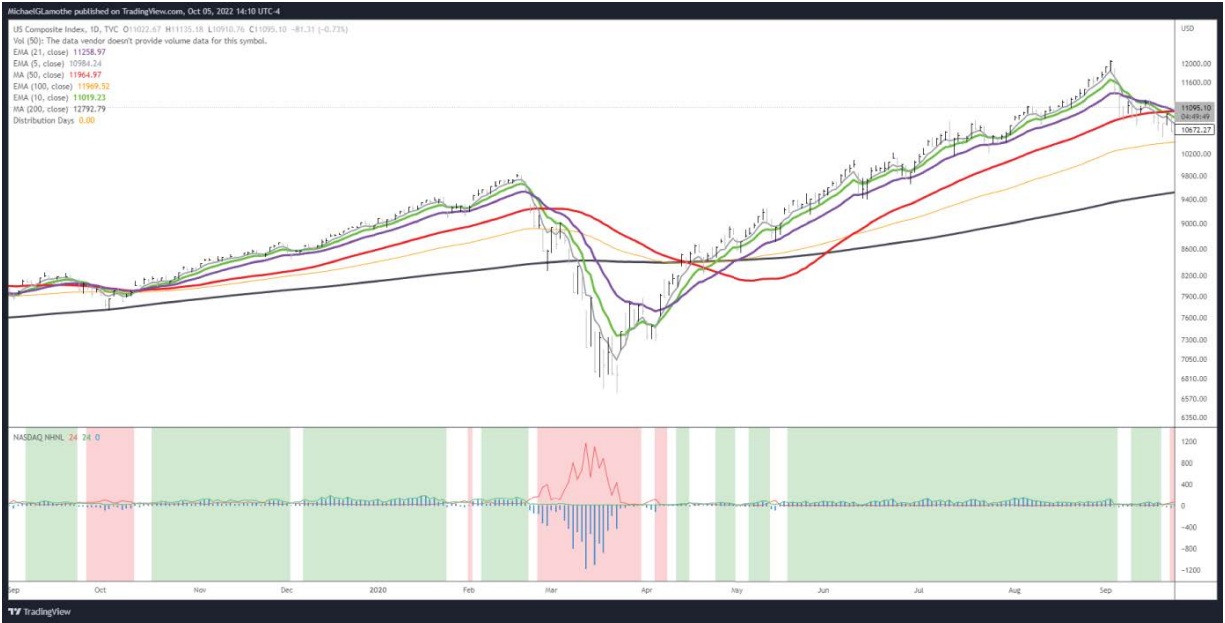 MichaelGLamothe published on TradingView.com, Oct 05, 2022 14:10 UTC-4
US Composite Index, 1D, TVC O11022.67 H11135.18 L10910.76 C11095.10 -81.31 (-0.73%)
Vol (50): The data vendor doesn't provide volume data for this symbol.
EMA (21, close) 11258.97
EMA (5, close) 10984.24
MA (50, close) 11964.97
EMA (100, close) 11969.52
EMA (10, close) 11019.23
MA (200, close) 12792.79
Distribution Days 0.00
USD
12000.00
11600.00
11095.10
04:49:49
10672.27
10200.00
9800.00
9400.00
9000.00
8600.00
8200.00
7900.00
7600.00
7300.00
7050.00
6810.00
6570.00
6350.00
NASDAQ NHNL 24 24 0
1200
800
400
0
-400
-800
-1200
Sep Oct Nov Dec 2020 Feb Mar Apr May Jun Jul Aug Sep
TradingView